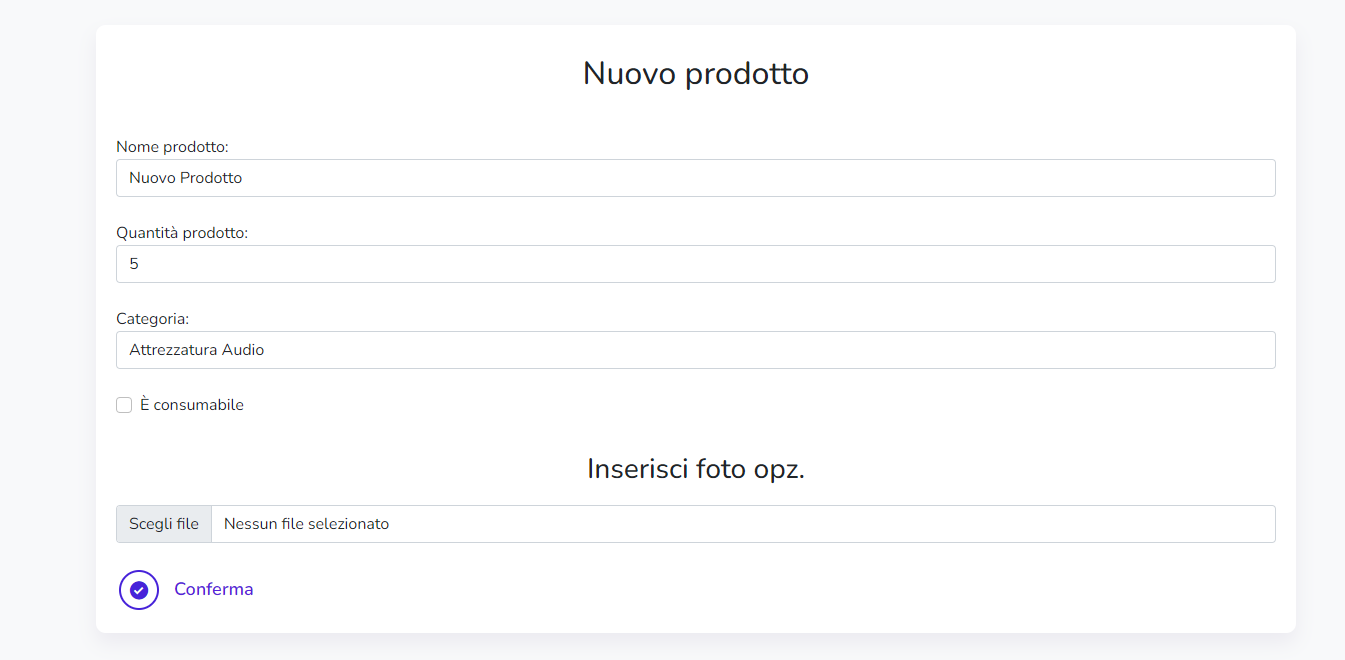 Nuovo prodotto
Nome prodotto:
Nuovo Prodotto
Quantità prodotto:
5
Categoria:
Attrezzatura Audio
È consumabile
Inserisci foto opz.
Scegli file Nessun file selezionato
Conferma